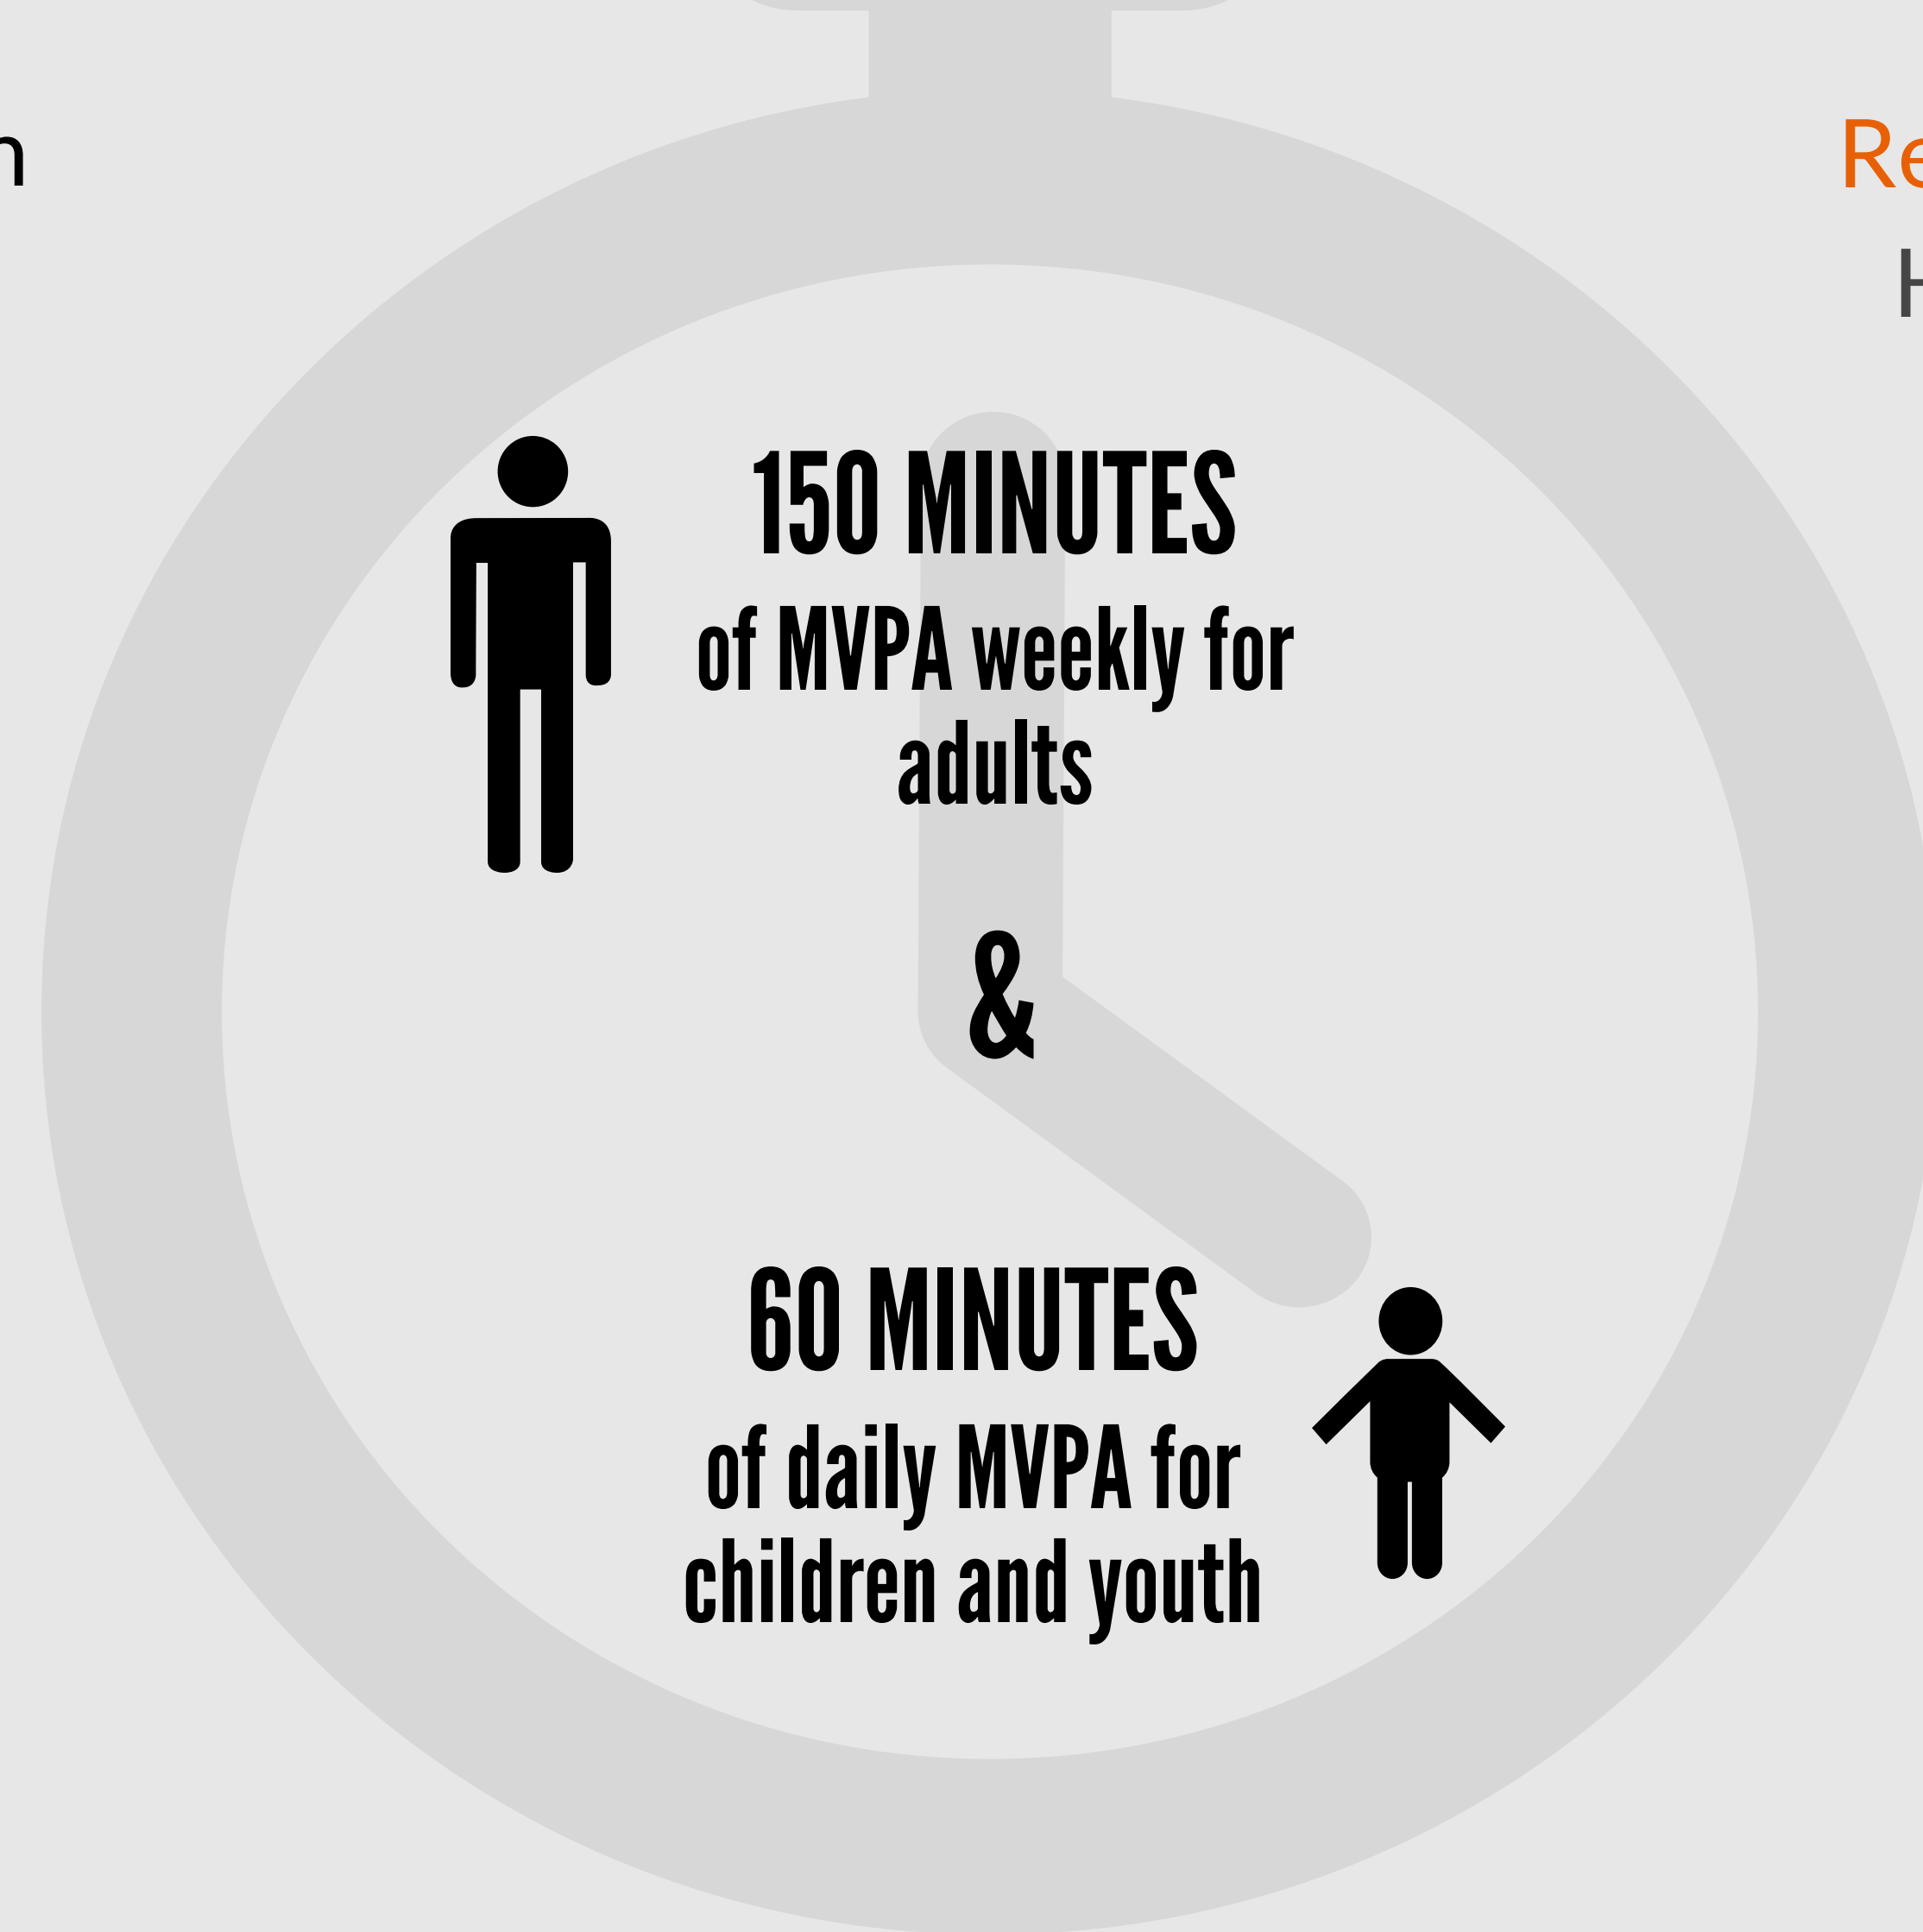 150 MINUTES
of MVPA weekly for
adults
&
60 MINUTES
of daily MVPA for
children and youth